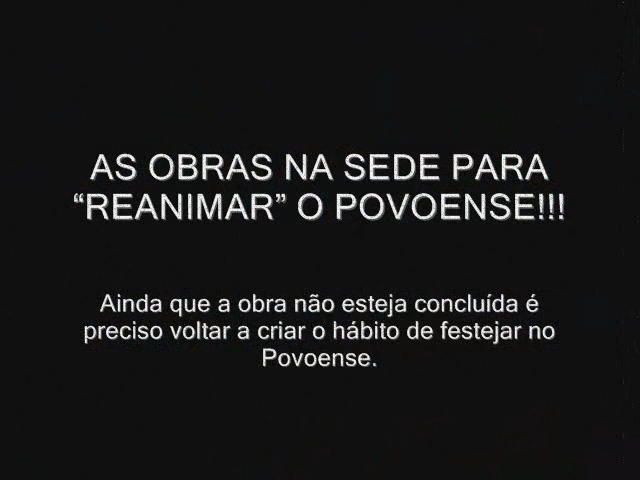 AS OBRAS NA SEDE PARA
“REANIMAR” O POVOENSE!!!
Ainda que a obra não esteja concluída é
preciso voltar a criar o hábito de festejar no
Povoense.